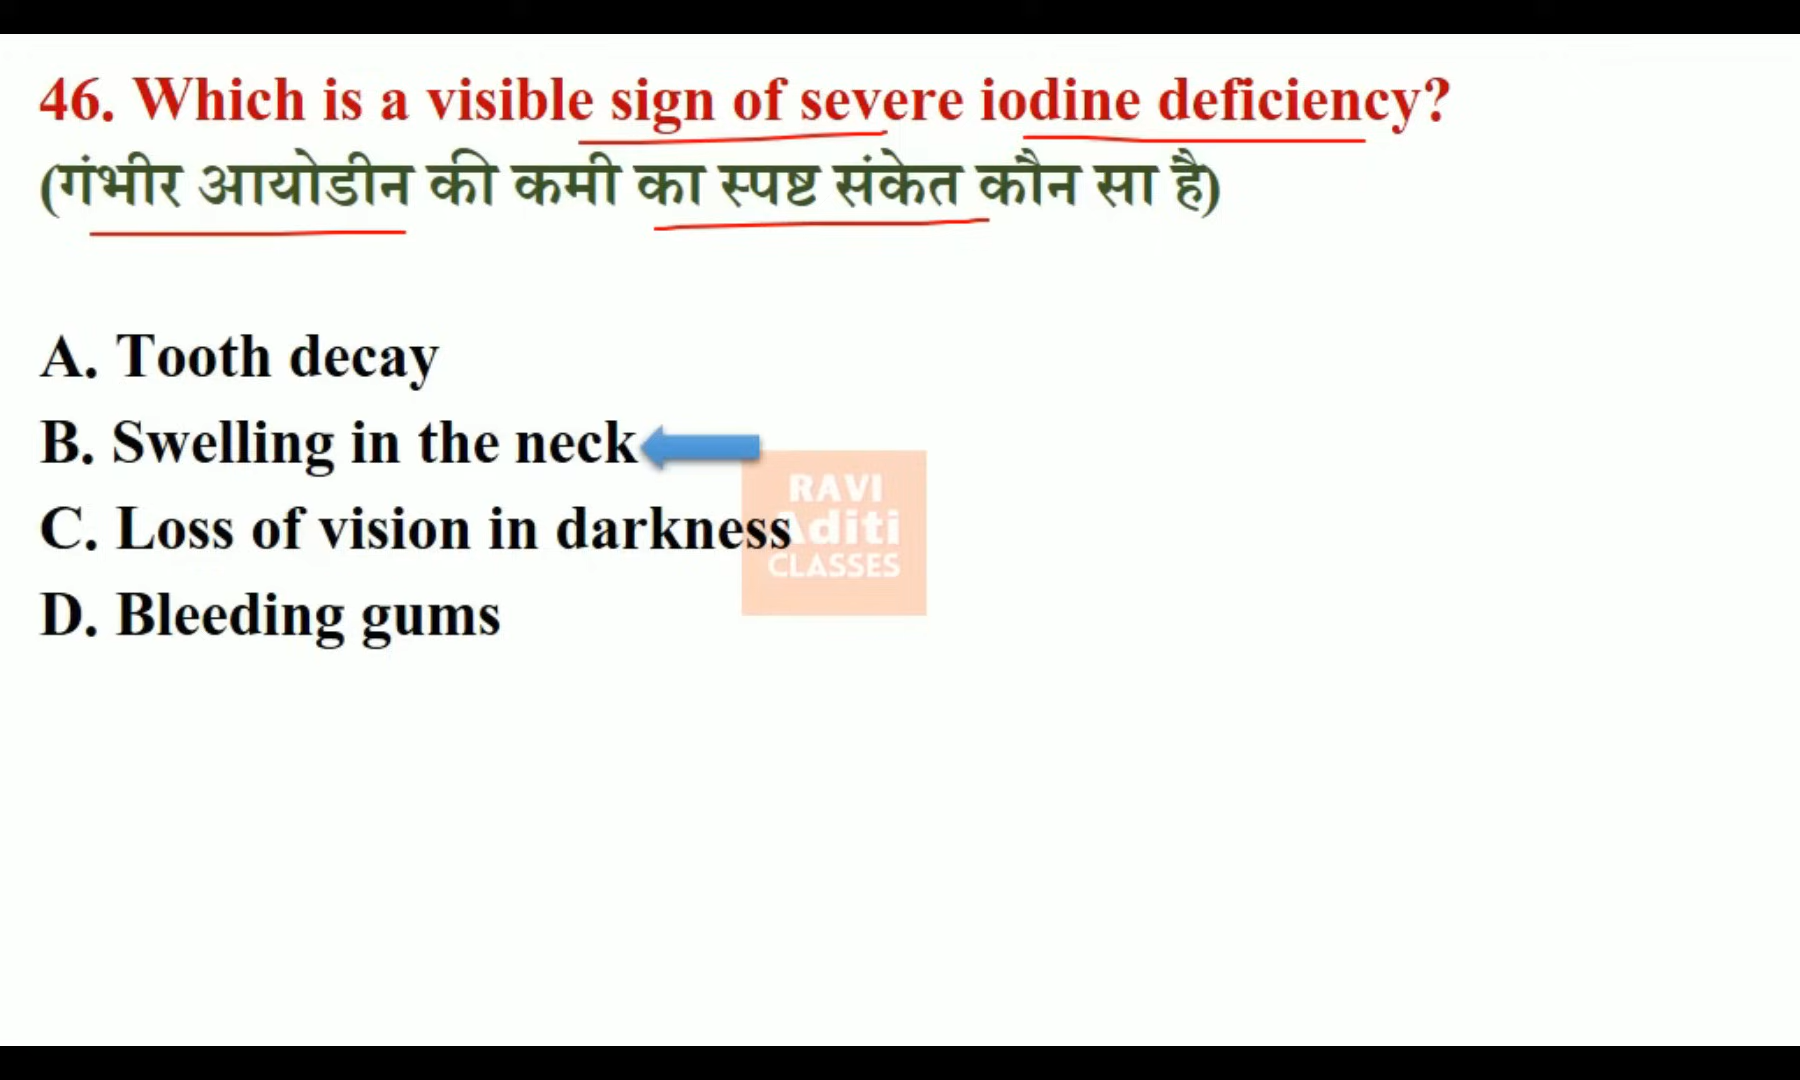 46. Which is a visible sign of severe iodine deficiency?
(गंभीर आयोडीन की कमी का स्पष्ट संकेत कौन सा है)
A. Tooth decay
B. Swelling in the neck
C. Loss of vision in darkness
D. Bleeding gums
RAVI
Aditi
CLASSES